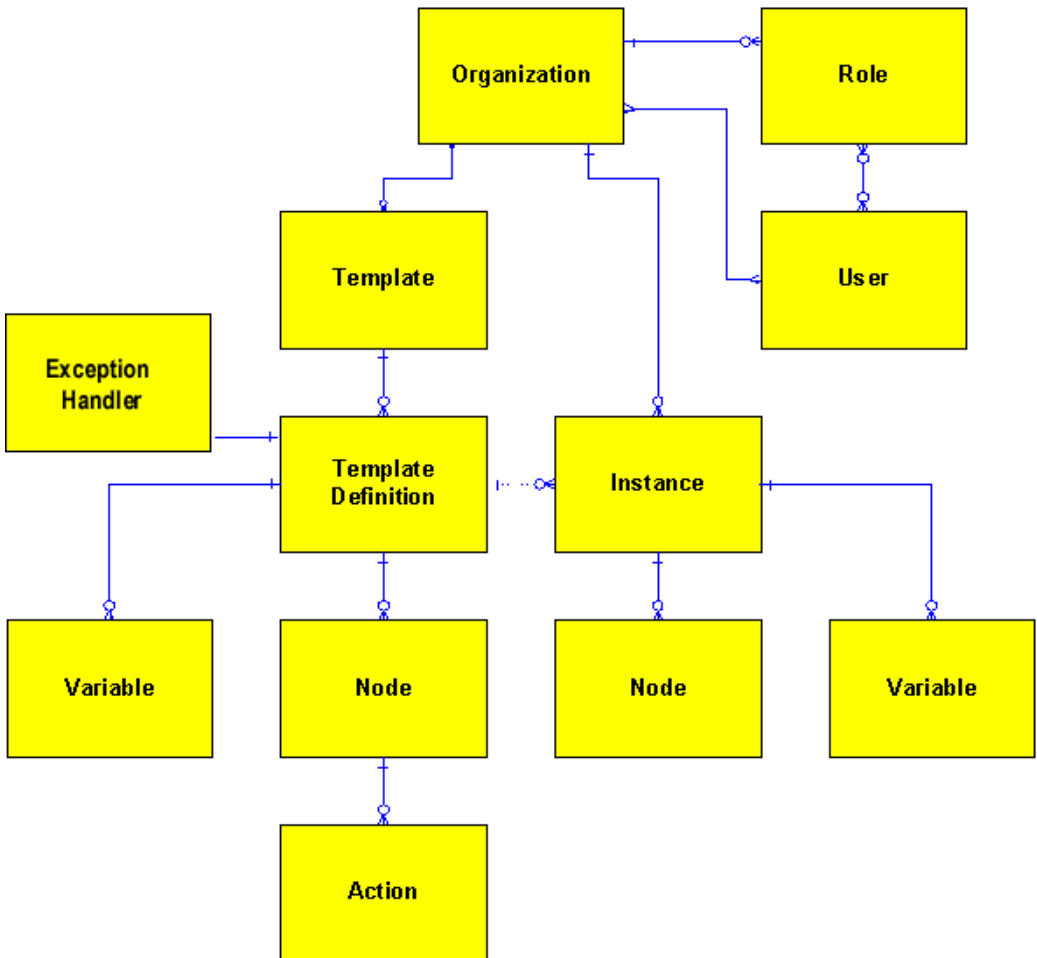 Organization
Role
Template
User
Exception
Handler
Template
Definition
Instance
Variable
Node
Node
Variable
Action